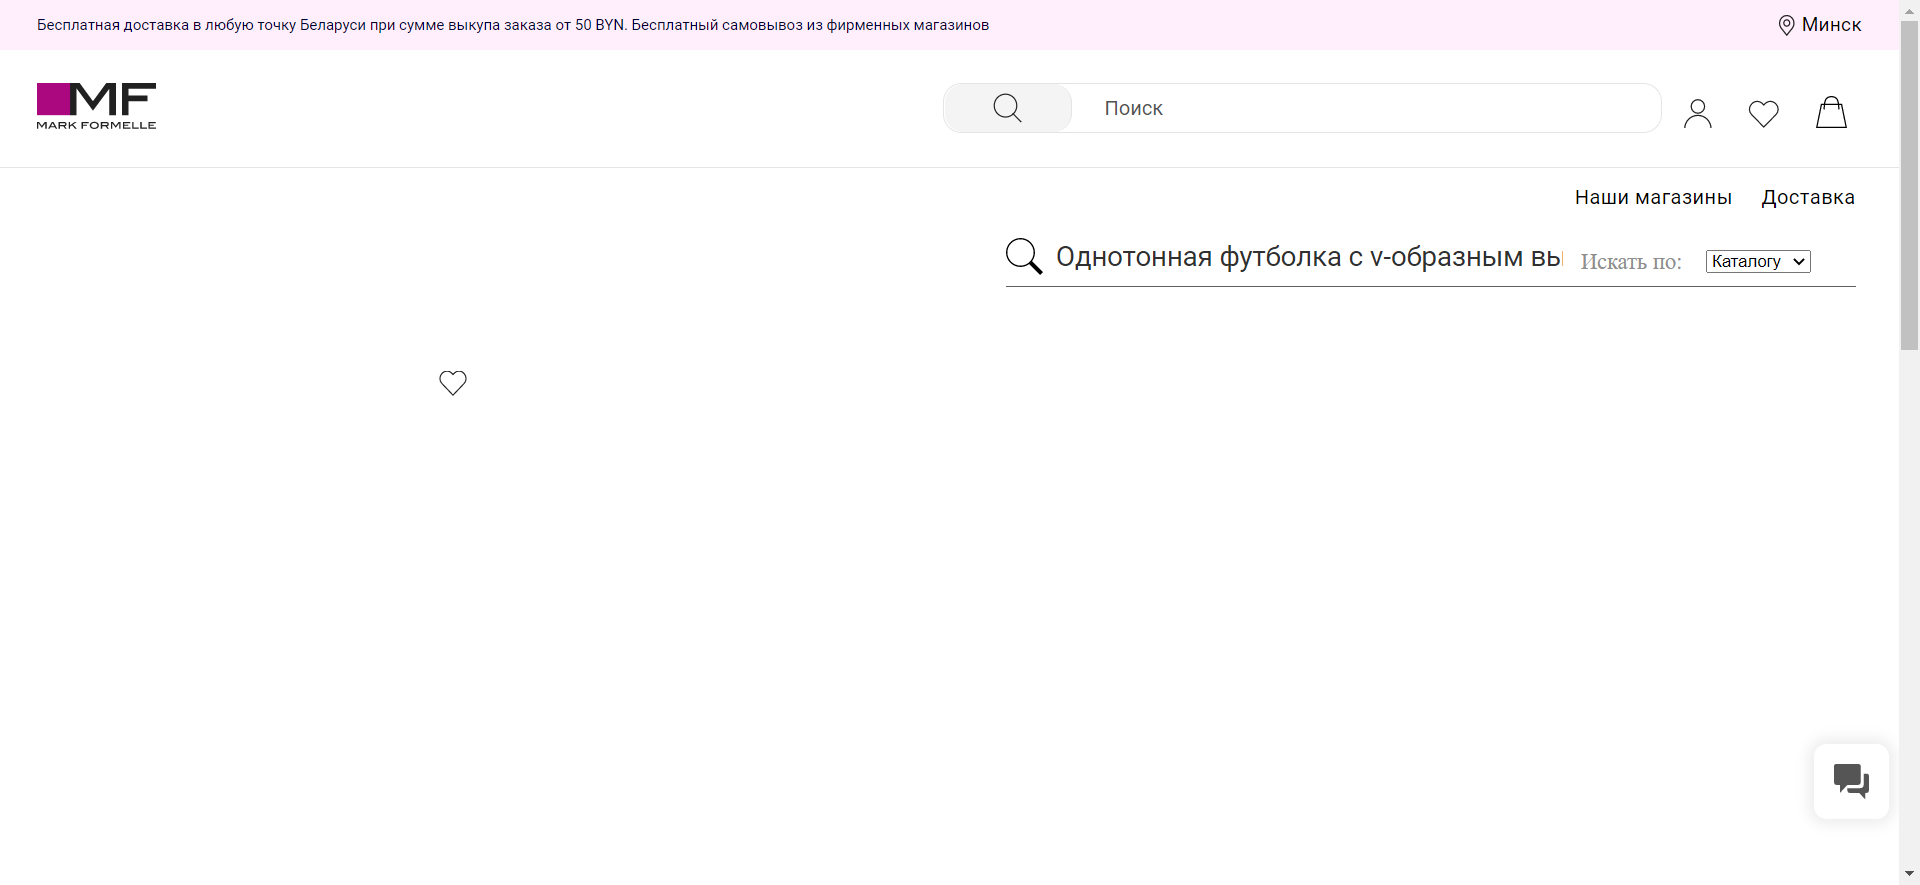 Бесплатная доставка в любую точку Беларуси при сумме выкупа заказа от 50 BYN. Бесплатный самовывоз из фирменных магазинов
Минск
MF
MARK FORMELLE
Поиск
Наши магазины Доставка
Однотонная футболка с v-образным вы
Искать по: Каталогу